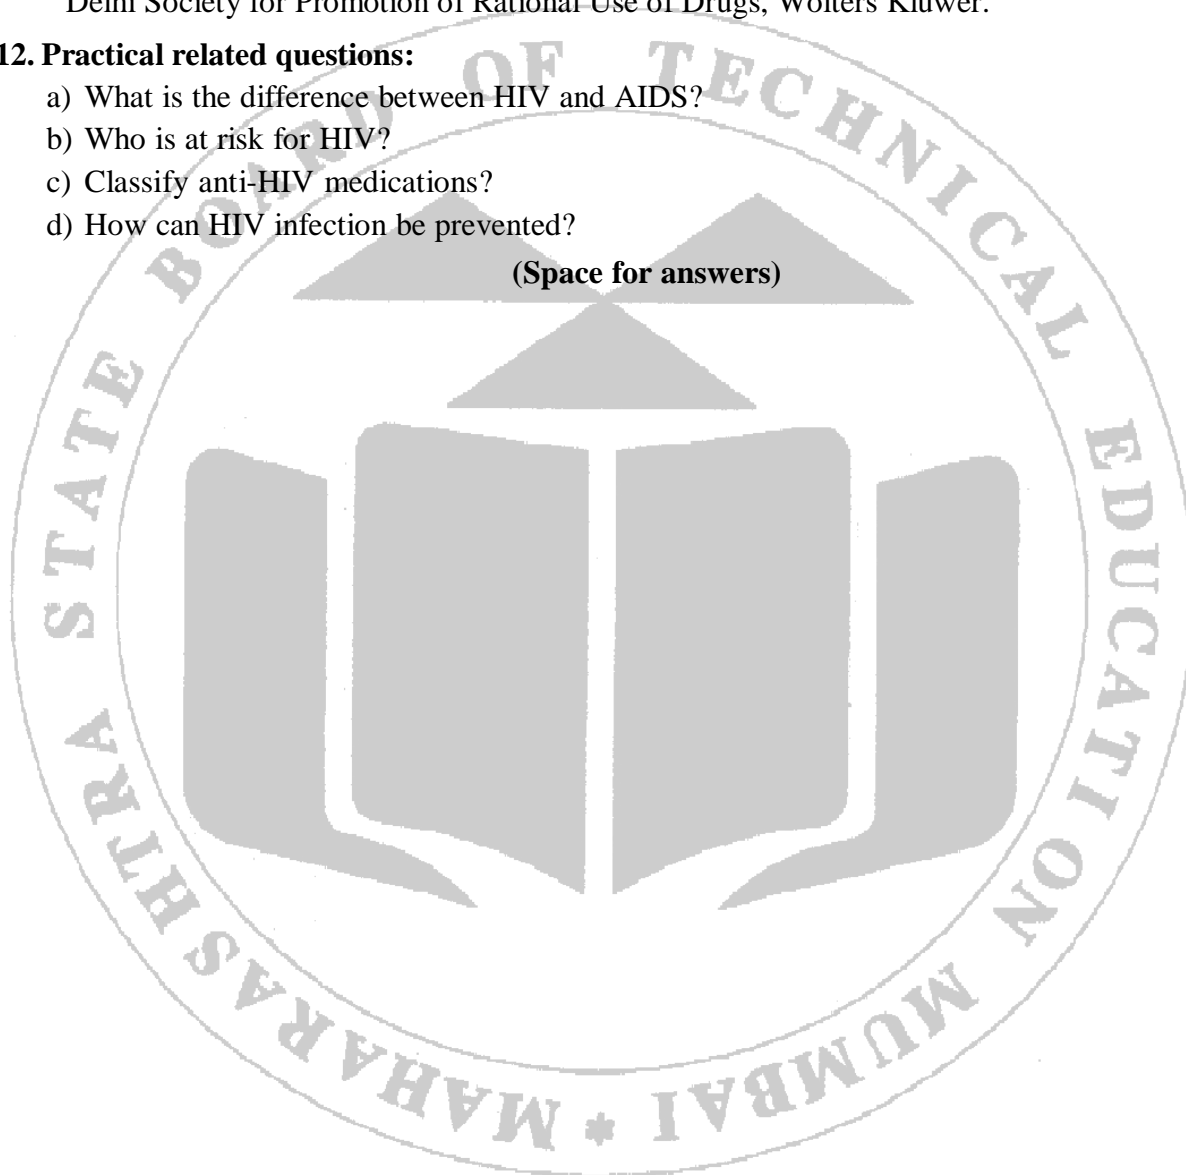 Delhi Society for Promotion of Rational Use of Drugs, Wolters Kluwer.
12. Practical related questions:
a) What is the difference between HIV and AIDS?
b) Who is at risk for HIV?
c) Classify anti-HIV medications?
d) How can HIV infection be prevented?
(Space for answers)
MAHARASHTRA STATE BOARD OF TECHNICAL EDUCATION MUMBAI